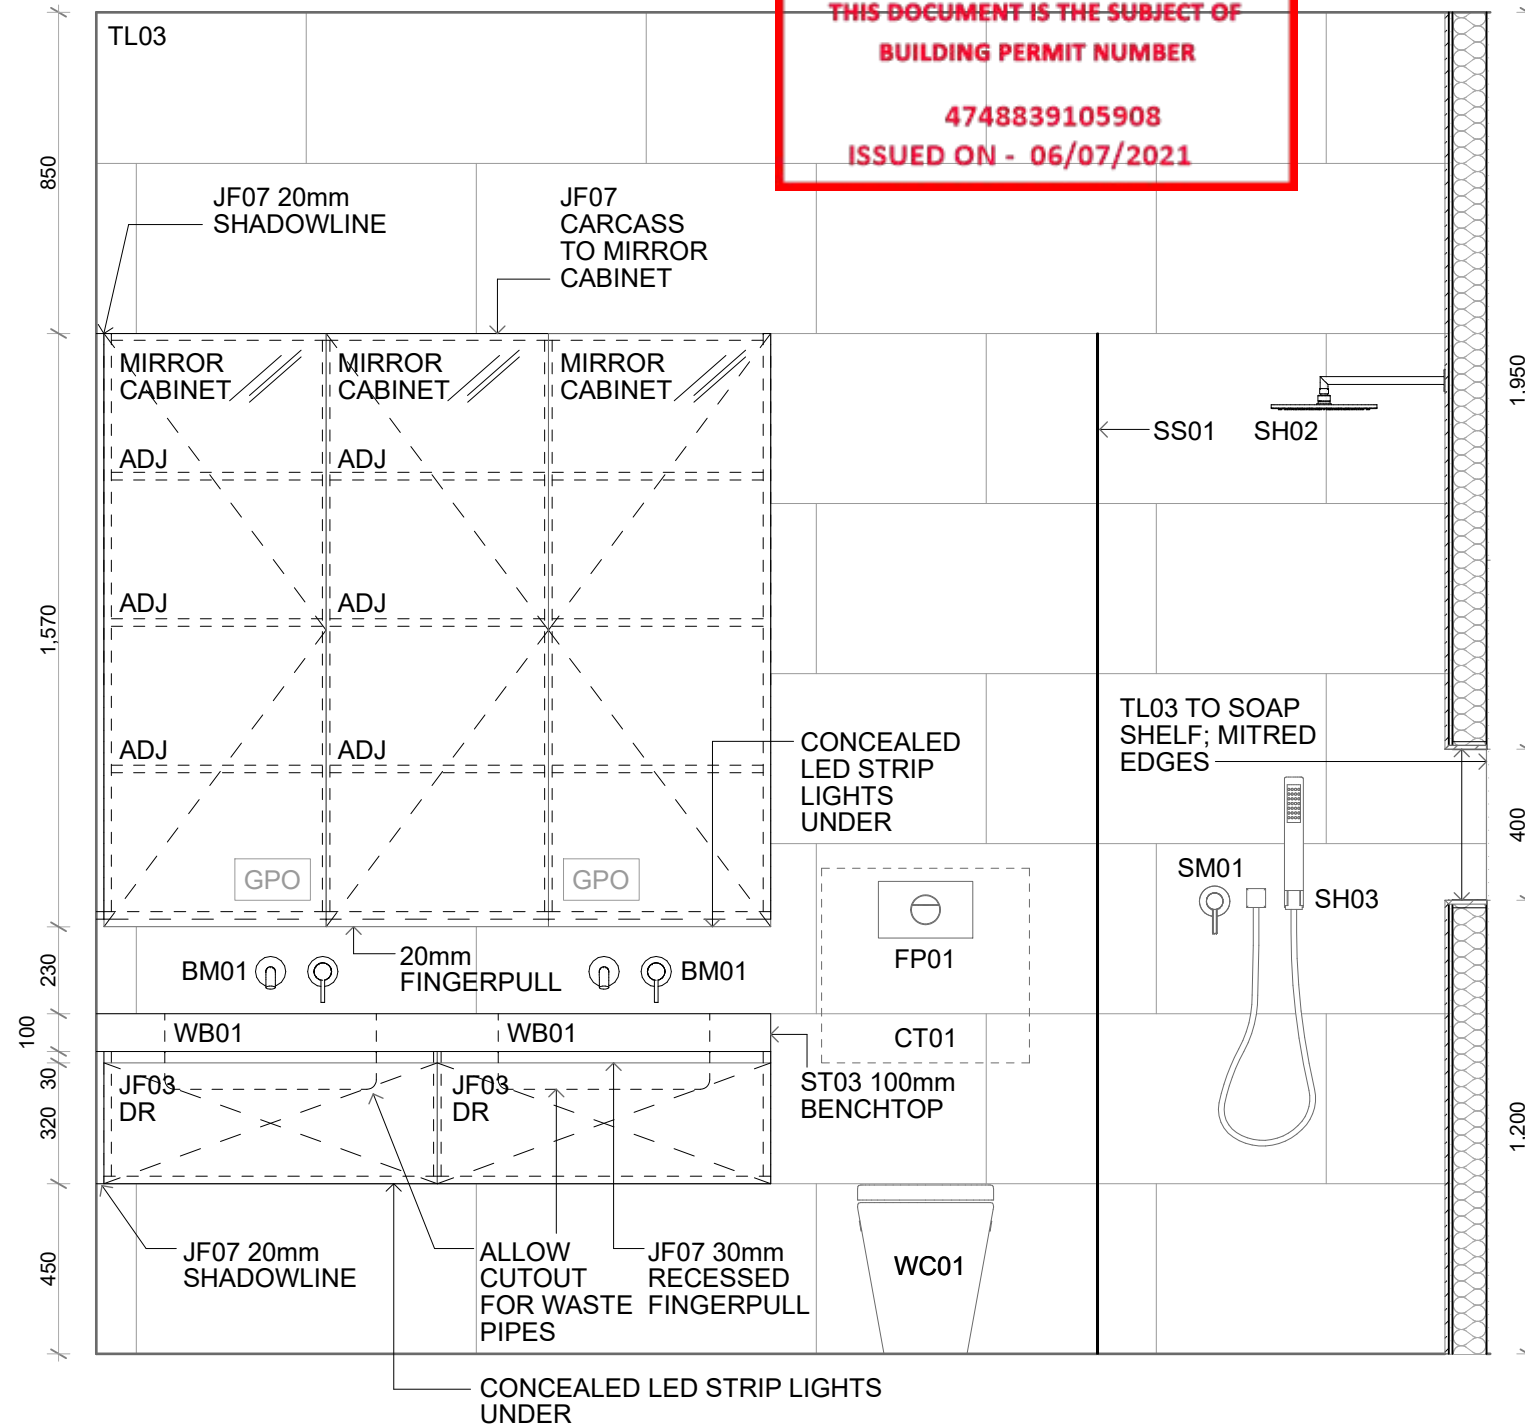 THIS DOCUMENT IS THE SUBJECT OF
BUILDING PERMIT NUMBER
4748839105908
ISSUED ON - 06/07/2021
TL03
850
JF07 20mm
SHADOWLINE
JF07
CARCASS
TO MIRROR
CABINET
MIRROR
CABINET
MIRROR
CABINET
MIRROR
CABINET
1,950
SS01
SH02
ADJ
ADJ
1,570
ADJ
ADJ
ADJ
ADJ
CONCEALED
LED STRIP
LIGHTS
UNDER
TL03 TO SOAP
SHELF; MITRED
EDGES
400
GPO
GPO
SM01
SH03
FP01
230
BM01
20mm
FINGERPULL
BM01
100
WB01
WB01
CT01
30
JF03
DR
JF03
DR
320
ST03 100mm
BENCHTOP
1,200
450
JF07 20mm
SHADOWLINE
ALLOW
CUTOUT
FOR WASTE
PIPES
JF07 30mm
RECESSED
FINGERPULL
WC01
CONCEALED LED STRIP LIGHTS
UNDER